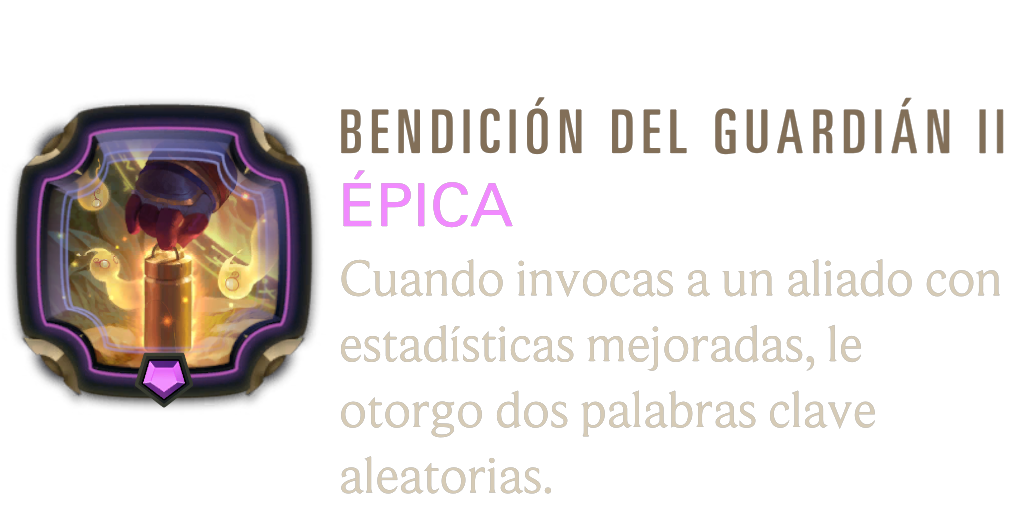 BENDICIÓN DEL GUARDIÁN II
ÉPICA
Cuando invocas a un aliado con
estadísticas mejoradas, le
otorgo dos palabras clave
aleatorias.